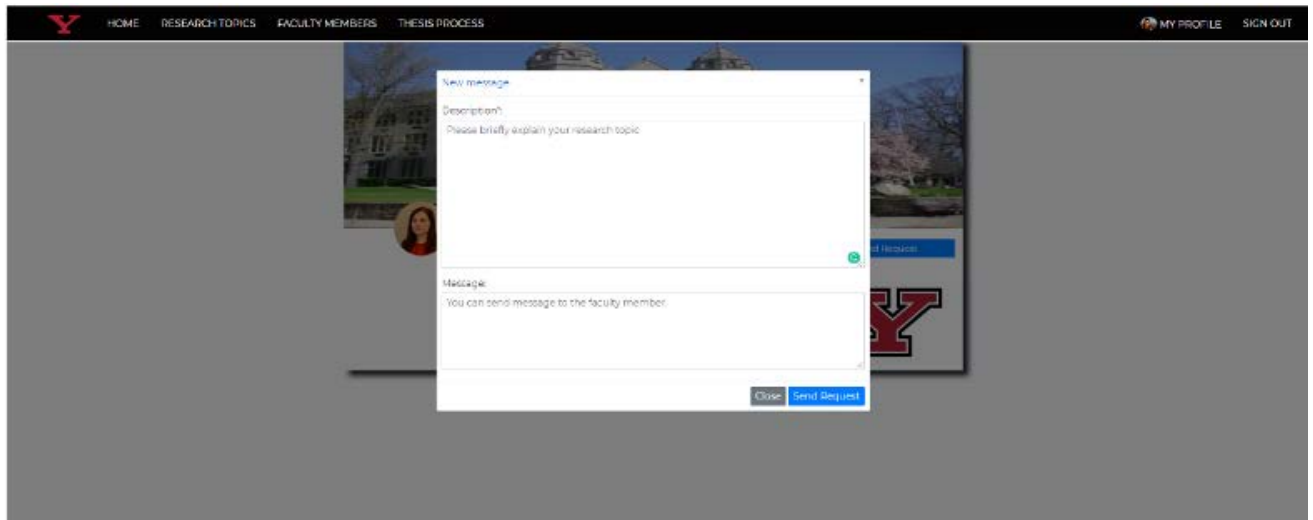 Y HOME RESEARCH TOPICS FACULTY MEMBERS THESIS PROCESS MY PROFILE SIGN OUT
New message
×
Description*:
Please briefly explain your research topic
Request
Message:
You can send message to the faculty member.
Y
Close Send Request